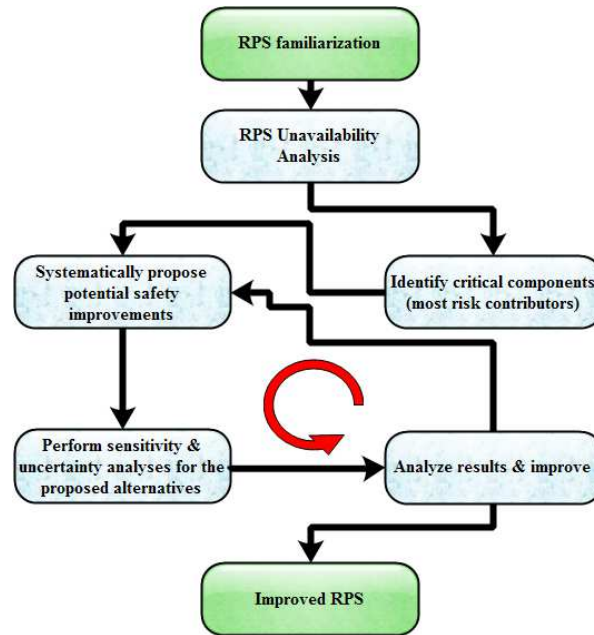 RPS familiarization
RPS Unavailability
Analysis
Identify critical components
(most risk contributors)
Systematically propose
potential safety
improvements
Perform sensitivity &
uncertainty analyses for the
proposed alternatives
Analyze results & improve
Improved RPS